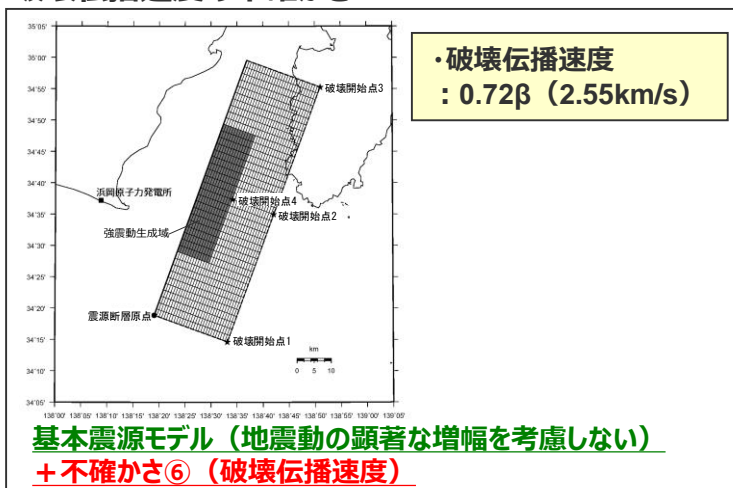 ・破壊伝播速度
：0.72β（2.55km/s）
35˚05'
35˚00'
34˚55'
34˚50'
34˚45'
34˚40'
34˚35'
34˚30'
34˚25'
34˚20'
34˚15'
34˚10'
34˚05'
破壊開始点3
浜岡原子力発電所
破壊開始点4
破壊開始点2
強震動生成域
震源断層原点
破壊開始点1
km
0 5 10
138˚00' 138˚05' 138˚10' 138˚15' 138˚20' 138˚25' 138˚30' 138˚35' 138˚40' 138˚45' 138˚50' 138˚55' 139˚00' 139˚05'
基本震源モデル（地震動の顕著な増幅を考慮しない）
＋不確かさ⑥（破壊伝播速度）